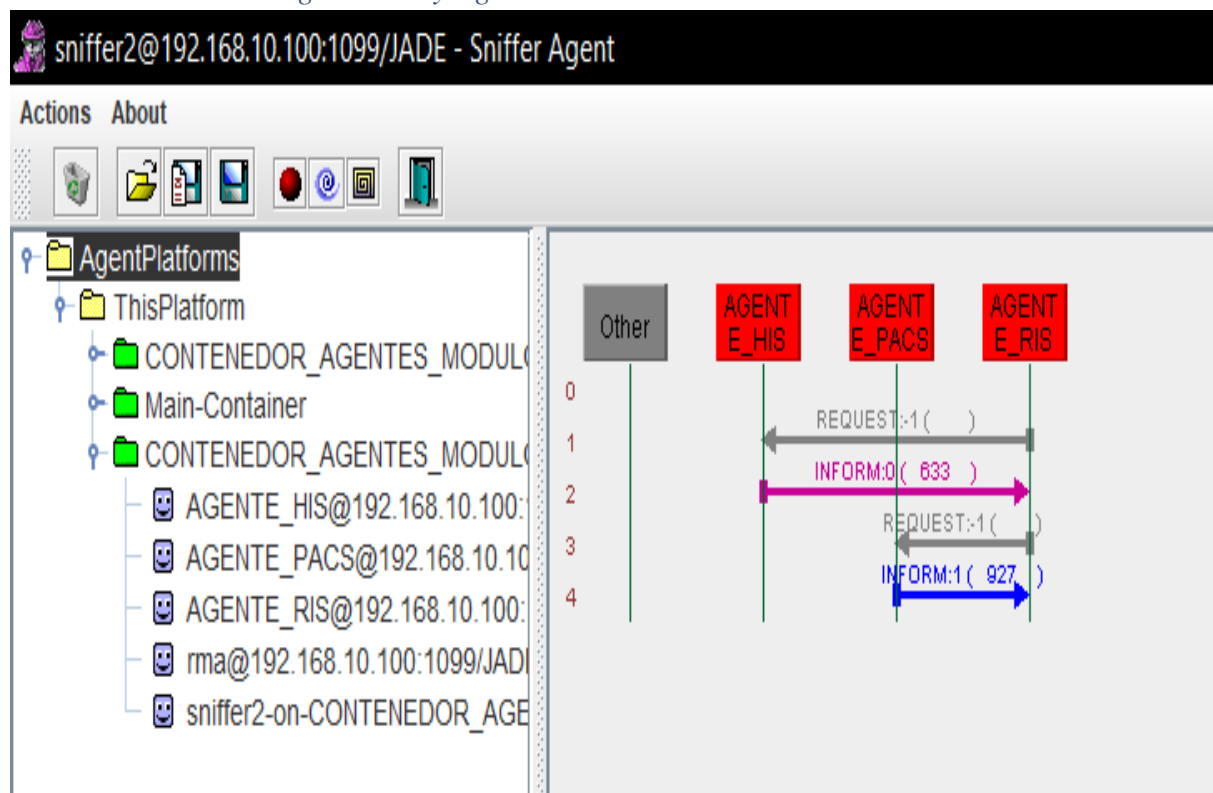 sniffer2@192.168.10.100:1099/JADE - Sniffer Agent
Actions About
AgentPlatforms
ThisPlatform
CONTENEDOR_AGENTES_MODUL
Main-Container
CONTENEDOR_AGENTES_MODUL
AGENTE_HIS@192.168.10.100:
AGENTE_PACS@192.168.10.10
AGENTE_RIS@192.168.10.100:
rma@192.168.10.100:1099/JADI
sniffer2-on-CONTENEDOR_AGE
Other
AGENT
E_HIS
AGENT
E_PACS
AGENT
E_RIS
0
REQUEST:-1 ( )
1
INFORM:0 ( 633 )
2
REQUEST:-1 ( )
3
INFORM:1 ( 927 )
4